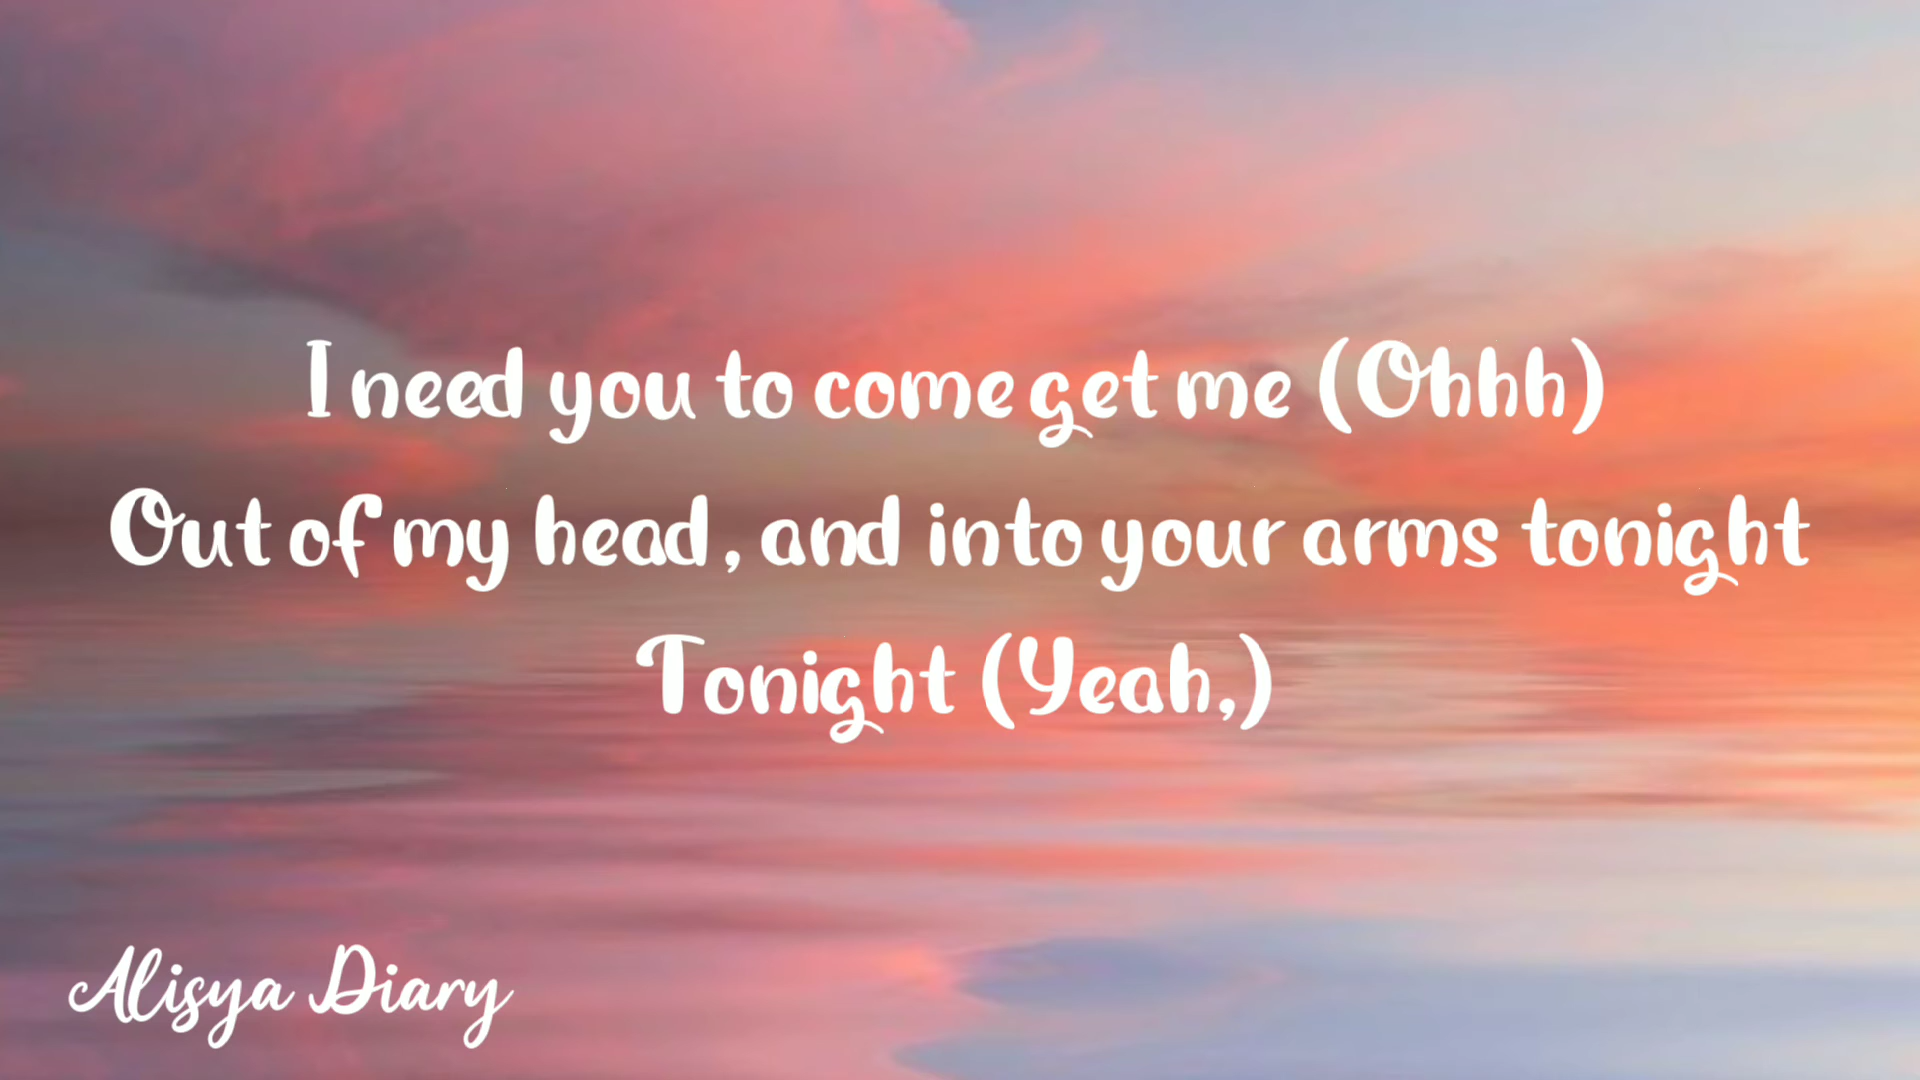 I need you to come get me (Ohhh)
Out of my head, and into your arms tonight
Tonight (Yeah,)
Alisya Diary